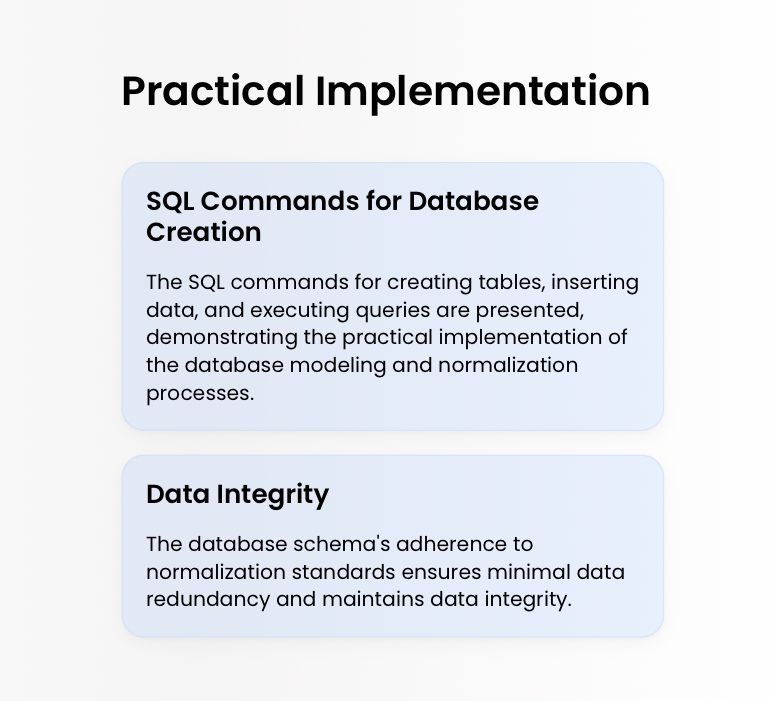 Practical Implementation
SQL Commands for Database
Creation
The SQL commands for creating tables, inserting
data, and executing queries are presented,
demonstrating the practical implementation of
the database modeling and normalization
processes.
Data Integrity
The database schema's adherence to
normalization standards ensures minimal data
redundancy and maintains data integrity.